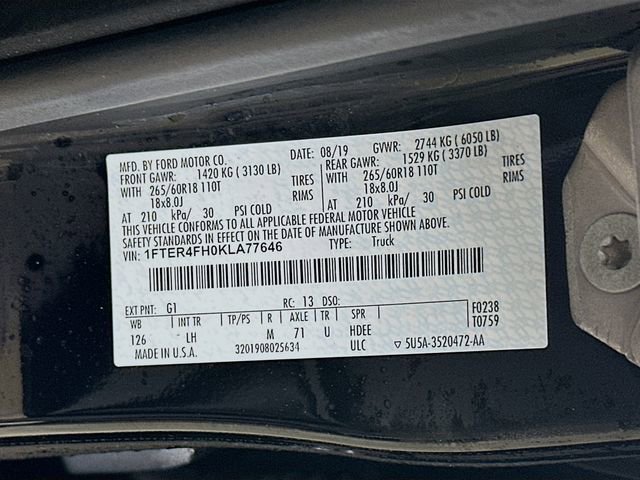 MFD. BY FORD MOTOR CO. DATE: 08/19 GVWR: 2744 KG ( 6050 LB)
FRONT GAWR: 1420 KG ( 3130 LB) REAR GAWR: 1529 KG ( 3370 LB)
WITH 265/60R18 110T TIRES WITH 265/60R18 110T TIRES
18x8.0J RIMS 18x8.0J RIMS
AT 210 kPa/ 30 PSI COLD AT 210 kPa/ 30 PSI COLD
THIS VEHICLE CONFORMS TO ALL APPLICABLE FEDERAL MOTOR VEHICLE
SAFETY STANDARDS IN EFFECT ON THE DATE OF MANUFACTURE SHOWN ABOVE.
VIN: 1FTER4FH0KLA77646 TYPE: Truck
EXT PNT: G1 RC: 13 DSO:
WB INT TR TP/PS R AXLE TR SPR F0238
126 LH M 71 U HDEE T0759
MADE IN U.S.A. 3201908025634 ULC ▽ 5U5A-3520472-AA